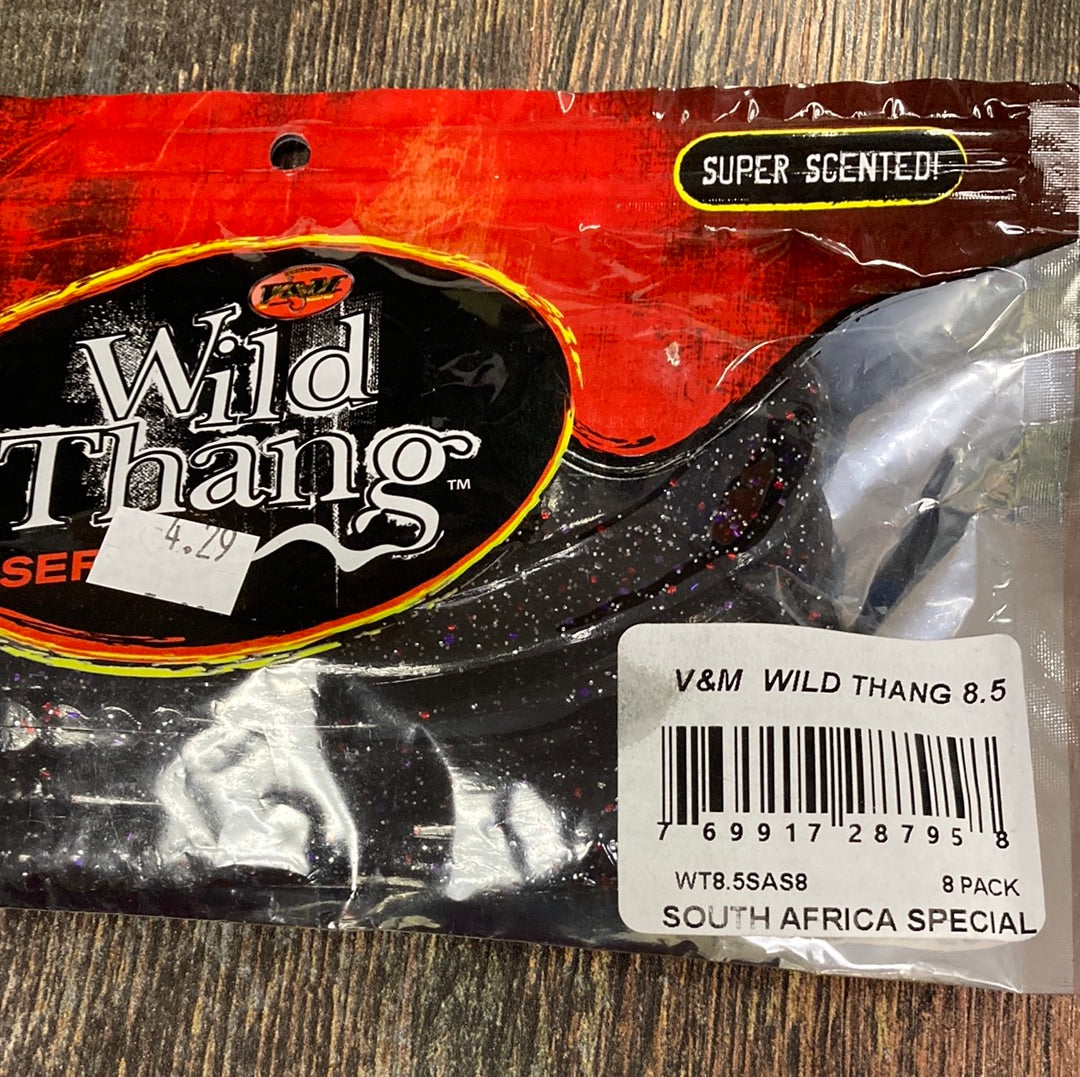 SUPER SCENTED!
V&M
Wild
Thang™
SER
4.29
V&M WILD THANG 8.5
7 69917 28795 8
WT8.5SAS8 8 PACK
SOUTH AFRICA SPECIAL